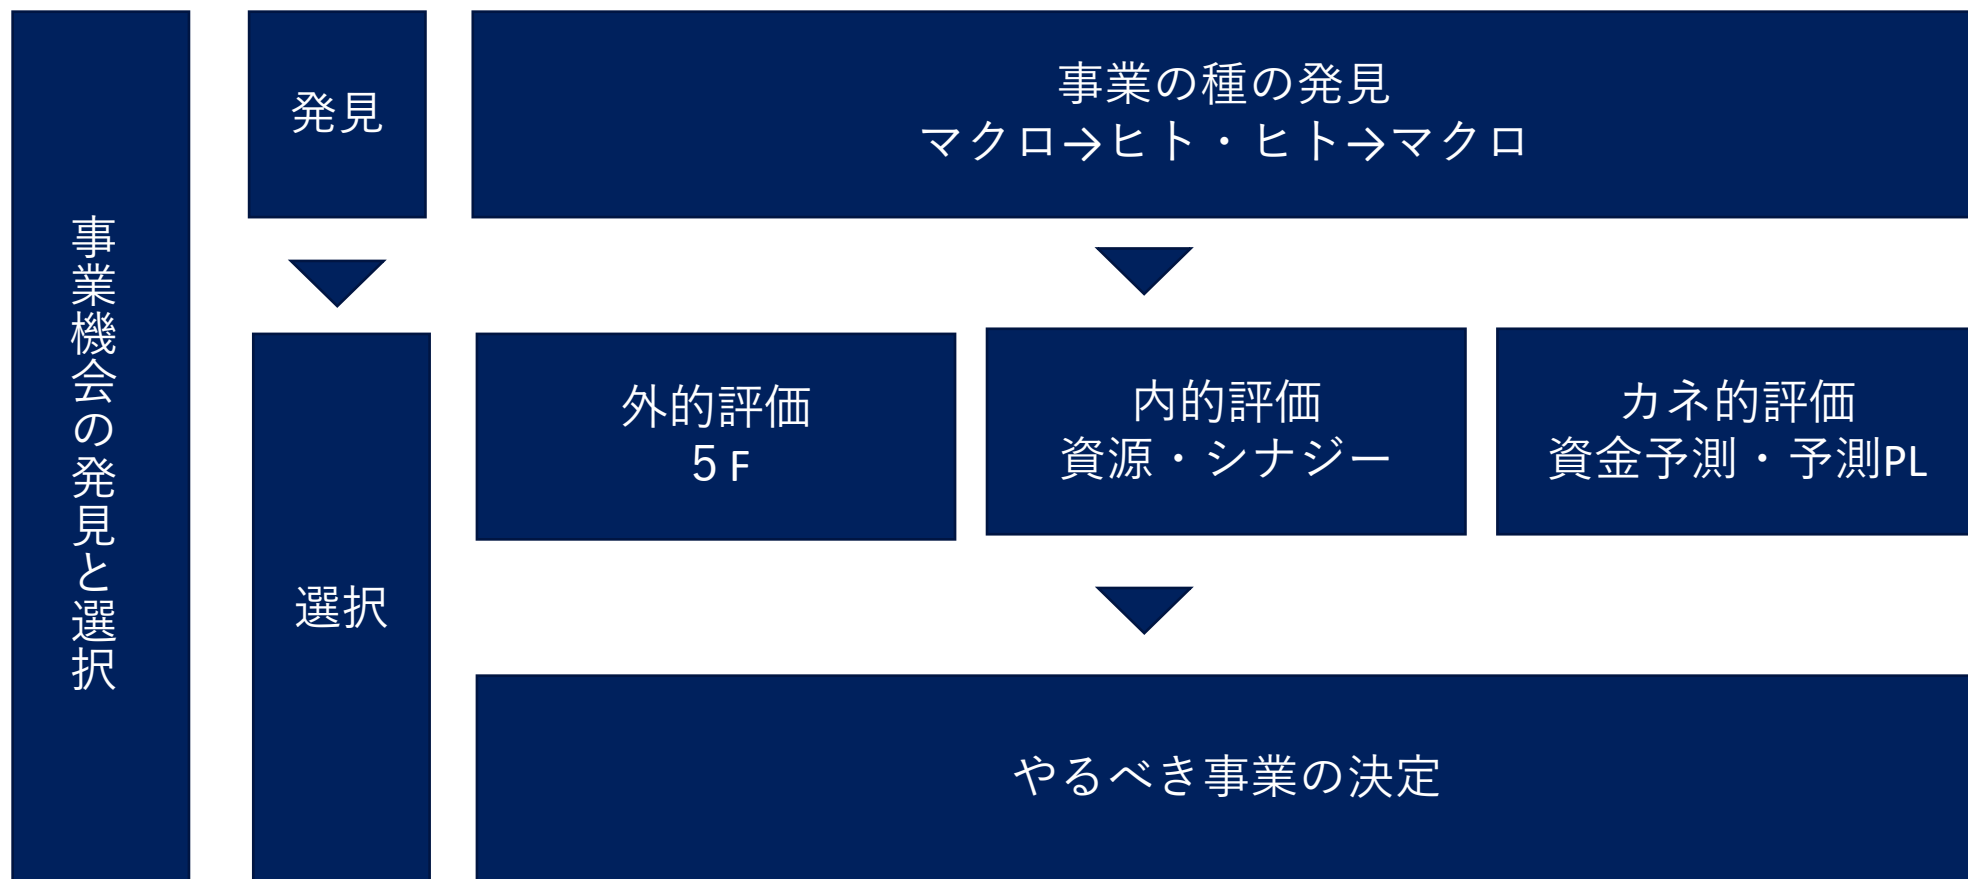 事業機会の発見と選択
発見
事業の種の発見
マクロ→ヒト・ヒト→マクロ
選択
外的評価
５F
内的評価
資源・シナジー
カネ的評価
資金予測・予測PL
やるべき事業の決定